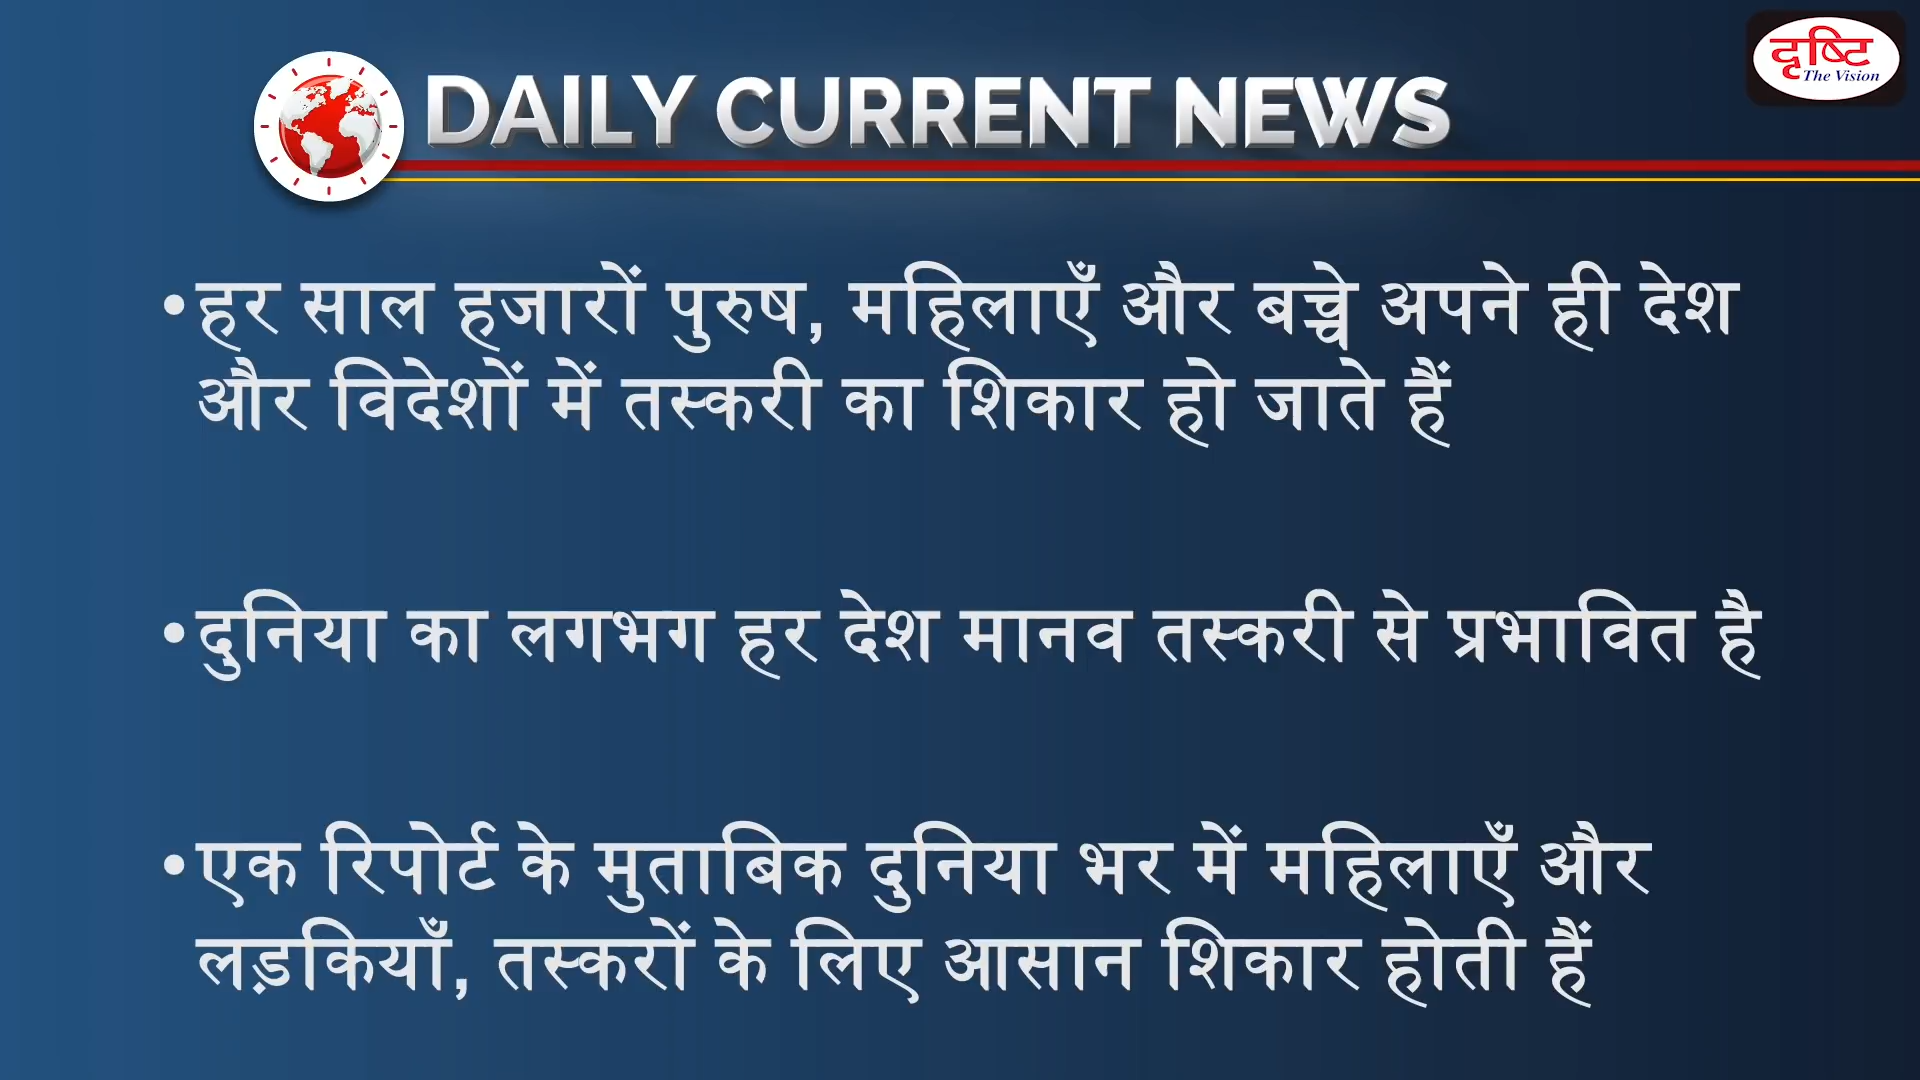 दृष्टि
The Vision
DAILY CURRENT NEWS
•हर साल हजारों पुरुष, महिलाएँ और बच्चे अपने ही देश
और विदेशों में तस्करी का शिकार हो जाते हैं
•दुनिया का लगभग हर देश मानव तस्करी से प्रभावित है
•एक रिपोर्ट के मुताबिक दुनिया भर में महिलाएँ और
लड़कियाँ, तस्करों के लिए आसान शिकार होती हैं